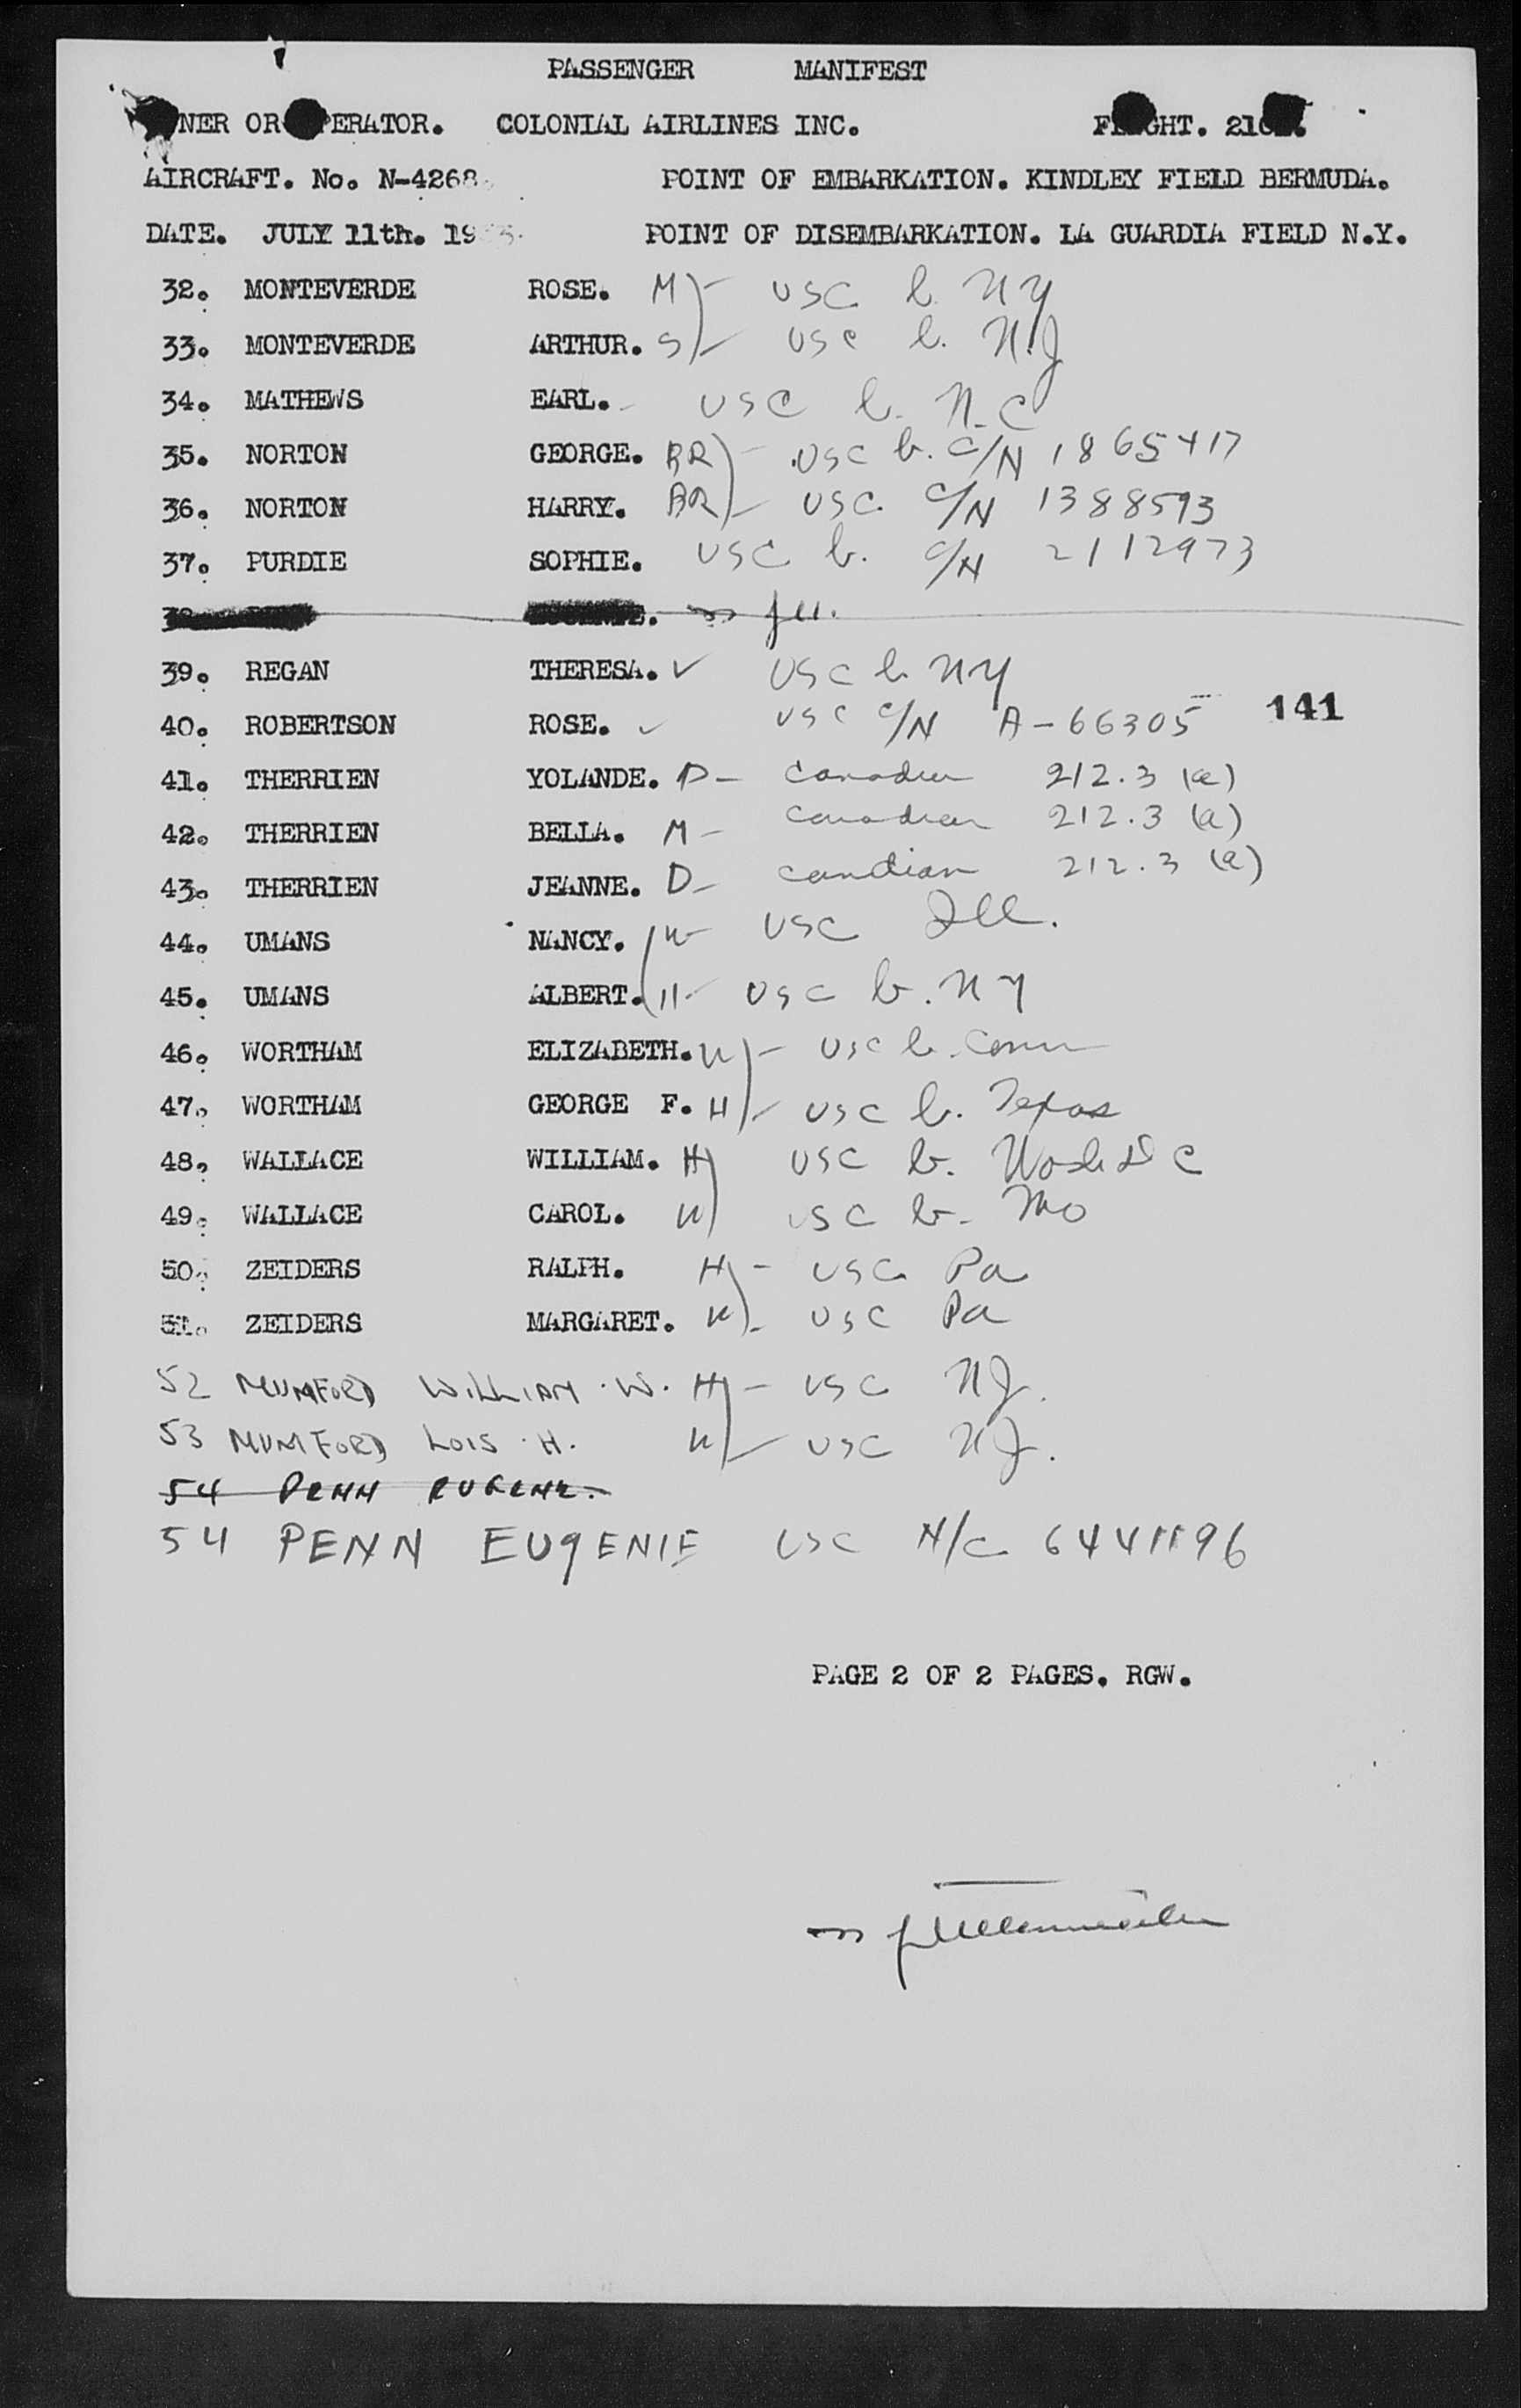 PASSENGER MANIFEST
NER OR ERATOR. COLONIAL AIRLINES INC. F GHT. 21
AIRCRAFT. No. N-4268 POINT OF EMBARKATION. KINDLEY FIELD BERMUDA.
DATE. JULY 11th. 19 POINT OF DISEMBARKATION. LA GUARDIA FIELD N.Y.
32. MONTEVERDE ROSE. M - USC b. NY
33. MONTEVERDE ARTHUR. S - USC b. N.J
34. MATHEWS EARL. - USC b. N.C
35. NORTON GEORGE. BR) - USC b. C/N 1865417
36. NORTON HARRY. BR) - USC C/N 1388593
37. PURDIE SOPHIE. USC b. C/N 2112973
39. REGAN THERESA. ✓ USC b. NY
40. ROBERTSON ROSE. ✓ USC C/N A-66305 141
41. THERRIEN YOLANDE. D - Canadian 212.3 (a)
42. THERRIEN BELLA. M - Canadian 212.3 (a)
43. THERRIEN JEANNE. D - Candian 212.3 (a)
44. UMANS NANCY. (W - USC Ill.
45. UMANS ALBERT. (H - USC b. NY
46. WORTHAM ELIZABETH. W) - USC b. Conn
47. WORTHAM GEORGE F. H) - USC b. Texas
48. WALLACE WILLIAM. H) USC b. Wash D C
49. WALLACE CAROL. W) USC b. Mo
50. ZEIDERS RALPH. H) - USC Pa
51. ZEIDERS MARGARET. W) - USC Pa
52 MUMFORD WILLIAM . W. H) - USC NJ.
53 MUMFORD LOIS . H. W) - USC NJ.
54 PENN EUGENE.
54 PENN EUGENIE USC N/C 6441196
PAGE 2 OF 2 PAGES. RGW.